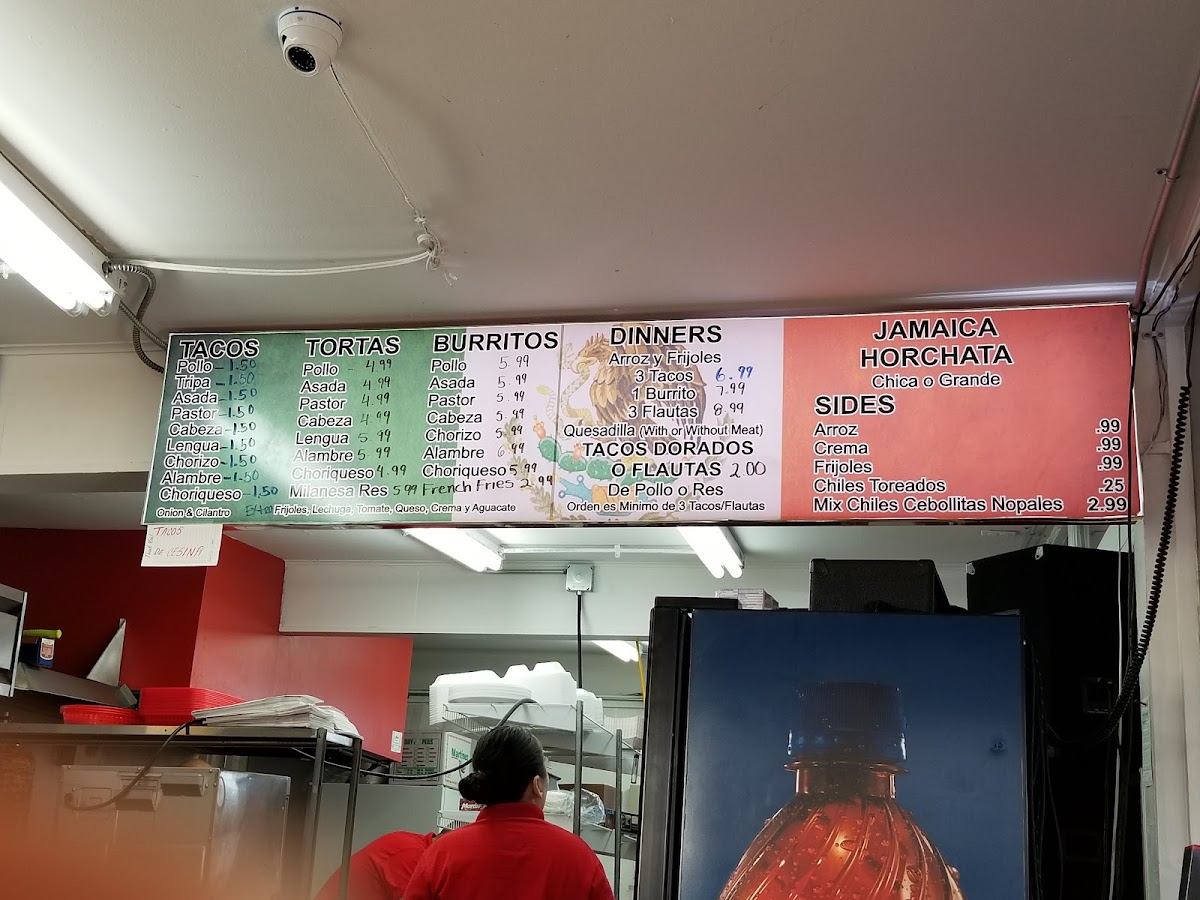 TACOS
Pollo - 1.50
Tripa - 1.50
Asada - 1.50
Pastor - 1.50
Cabeza - 1.50
Lengua - 1.50
Chorizo - 1.50
Alambre - 1.50
Choriqueso - 1.50
Onion & Cilantro
TORTAS
Pollo - 4.99
Asada 4.99
Pastor 4.99
Cabeza 4.99
Lengua 5.99
Alambre 5.99
Choriqueso 4.99
Milanesa Res 5.99
Frijoles, Lechuga, Tomate, Queso, Crema y Aguacate
BURRITOS
Pollo 5.99
Asada 5.99
Pastor 5.99
Cabeza 5.99
Chorizo 5.99
Alambre 6.99
Choriqueso 5.99
French Fries 2.99
DINNERS
Arroz y Frijoles
3 Tacos 6.99
1 Burrito 7.99
3 Flautas 8.99
Quesadilla (With or Without Meat)
TACOS DORADOS
O FLAUTAS 2.00
De Pollo o Res
Orden es Minimo de 3 Tacos/Flautas
JAMAICA
HORCHATA
Chica o Grande
SIDES
Arroz .99
Crema .99
Frijoles .99
Chiles Toreados .25
Mix Chiles Cebollitas Nopales 2.99
TACOS
DE CESINA